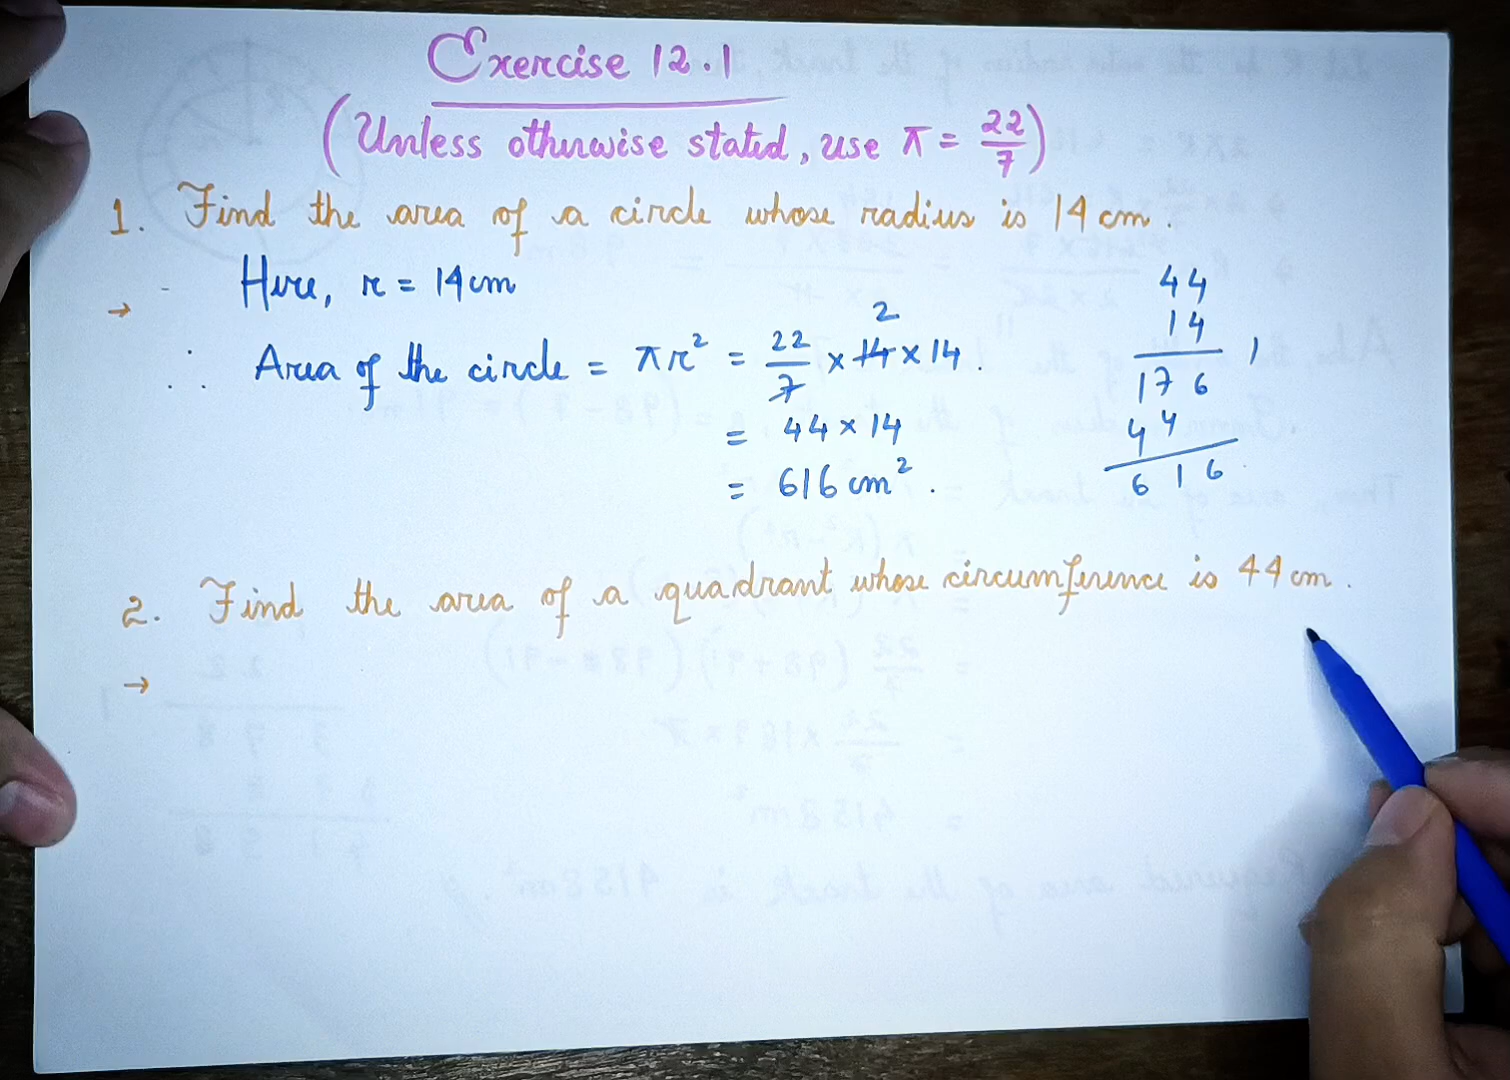 Exercise 12.1
(Unless otherwise stated, use π = 22/7)
1. Find the area of a circle whose radius is 14 cm.
→ Here, r = 14 cm
∴ Area of the circle = πr² = 22/7 × 14 × 14.
2
= 44 × 14
= 616 cm².
44
14
176
44
616
2. Find the area of a quadrant whose circumference is 44 cm.
→